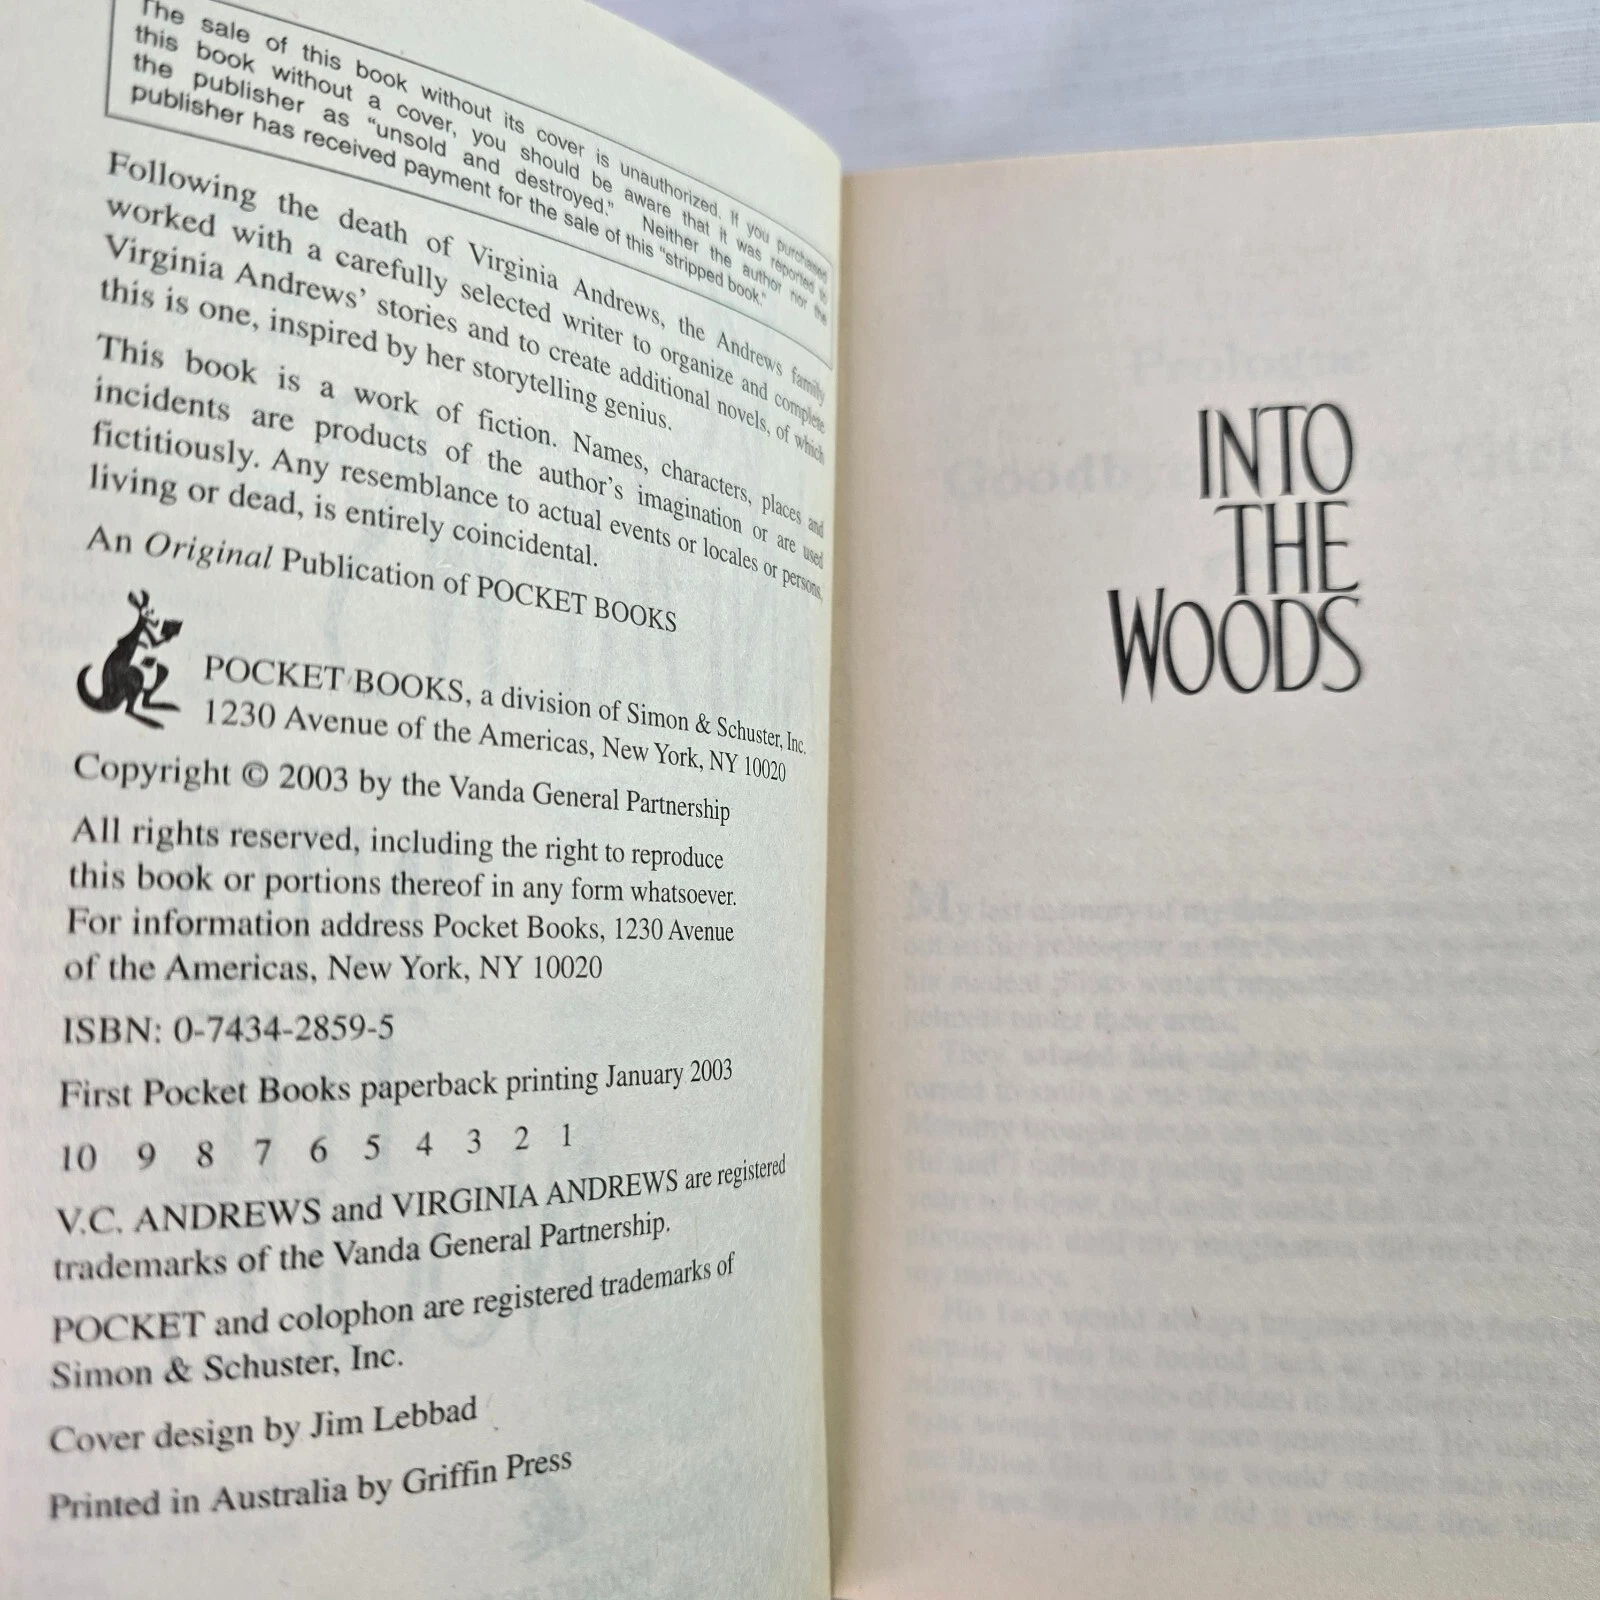 The sale of this book without its cover is unauthorized. If you purchased
this book without a cover, you should be aware that it was reported to
the publisher as "unsold and destroyed." Neither the author nor the
publisher has received payment for the sale of this "stripped book."
Following the death of Virginia Andrews, the Andrews family
worked with a carefully selected writer to organize and complete
Virginia Andrews' stories and to create additional novels, of which
this is one, inspired by her storytelling genius.
This book is a work of fiction. Names, characters, places and
incidents are products of the author's imagination or are used
fictitiously. Any resemblance to actual events or locales or persons,
living or dead, is entirely coincidental.
An Original Publication of POCKET BOOKS
POCKET BOOKS, a division of Simon & Schuster, Inc.
1230 Avenue of the Americas, New York, NY 10020
Copyright © 2003 by the Vanda General Partnership
All rights reserved, including the right to reproduce
this book or portions thereof in any form whatsoever.
For information address Pocket Books, 1230 Avenue
of the Americas, New York, NY 10020
ISBN: 0-7434-2859-5
First Pocket Books paperback printing January 2003
10 9 8 7 6 5 4 3 2 1
V.C. ANDREWS and VIRGINIA ANDREWS are registered
trademarks of the Vanda General Partnership.
POCKET and colophon are registered trademarks of
Simon & Schuster, Inc.
Cover design by Jim Lebbad
Printed in Australia by Griffin Press
INTO
THE
WOODS